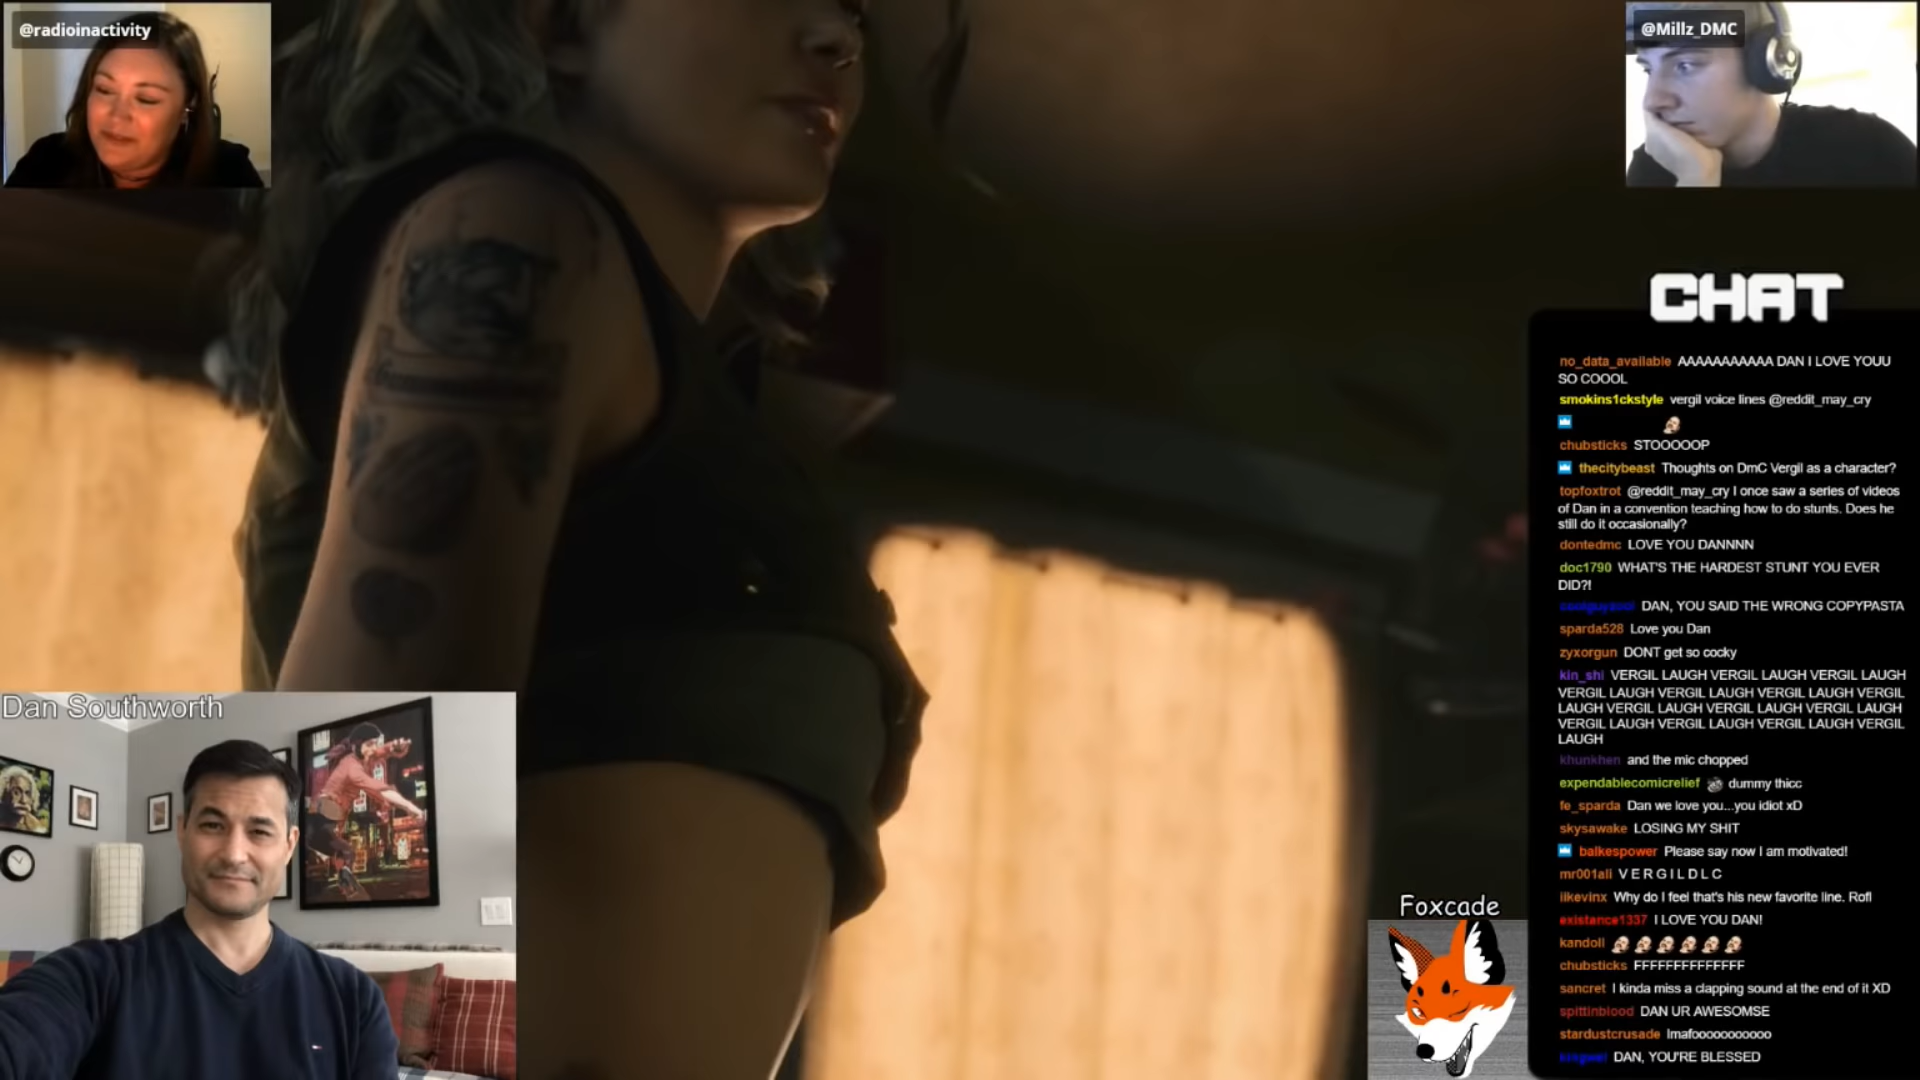 @radioinactivity
@Millz_DMC
CHAT
no_data_available AAAAAAAAAAA DAN I LOVE YOUU
SO COOOL
smokins1ckstyle vergil voice lines @reddit_may_cry
chubsticks STOOOOOP
thecitybeast Thoughts on DmC Vergil as a character?
topfoxtrot @reddit_may_cry I once saw a series of videos
of Dan in a convention teaching how to do stunts. Does he
still do it occasionally?
dontedmc LOVE YOU DANNNN
doc1790 WHAT'S THE HARDEST STUNT YOU EVER
DID?!
DAN, YOU SAID THE WRONG COPYPASTA
sparda528 Love you Dan
zyxorgun DONT get so cocky
kin_shi VERGIL LAUGH VERGIL LAUGH VERGIL LAUGH
VERGIL LAUGH VERGIL LAUGH VERGIL LAUGH VERGIL
LAUGH VERGIL LAUGH VERGIL LAUGH VERGIL LAUGH
VERGIL LAUGH VERGIL LAUGH VERGIL LAUGH VERGIL
LAUGH
khunkhen and the mic chopped
expendablecomicrelief dummy thicc
fe_sparda Dan we love you...you idiot xD
skysawake LOSING MY SHIT
balkespower Please say now I am motivated!
mr001ali V E R G I L D L C
iikevinx Why do I feel that's his new favorite line. Rofl
existance1337 I LOVE YOU DAN!
kandoll
chubsticks FFFFFFFFFFFFFF
sancret I kinda miss a clapping sound at the end of it XD
spittinblood DAN UR AWESOMSE
stardustcrusade lmafooooooooooo
DAN, YOU'RE BLESSED
Dan Southworth
Foxcade